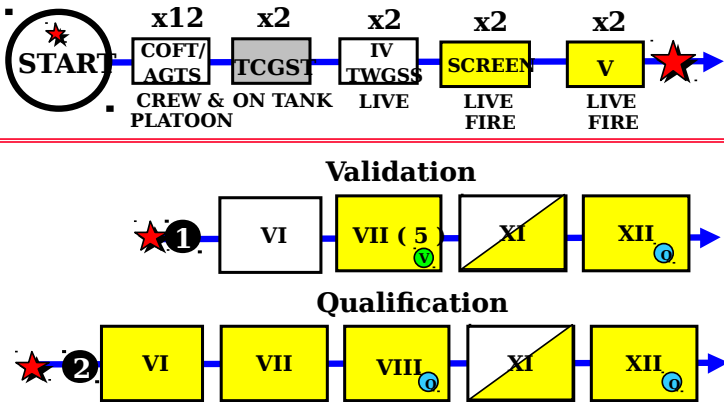 x12 x2 x2 x2 x2
START COFT/ AGTS TCGST IV TWGSS SCREEN V
CREW & PLATOON ON TANK LIVE LIVE FIRE LIVE FIRE
Validation
1 VI VII ( 5 ) V XI XII Q
Qualification
2 VI VII VIII Q XI XII Q